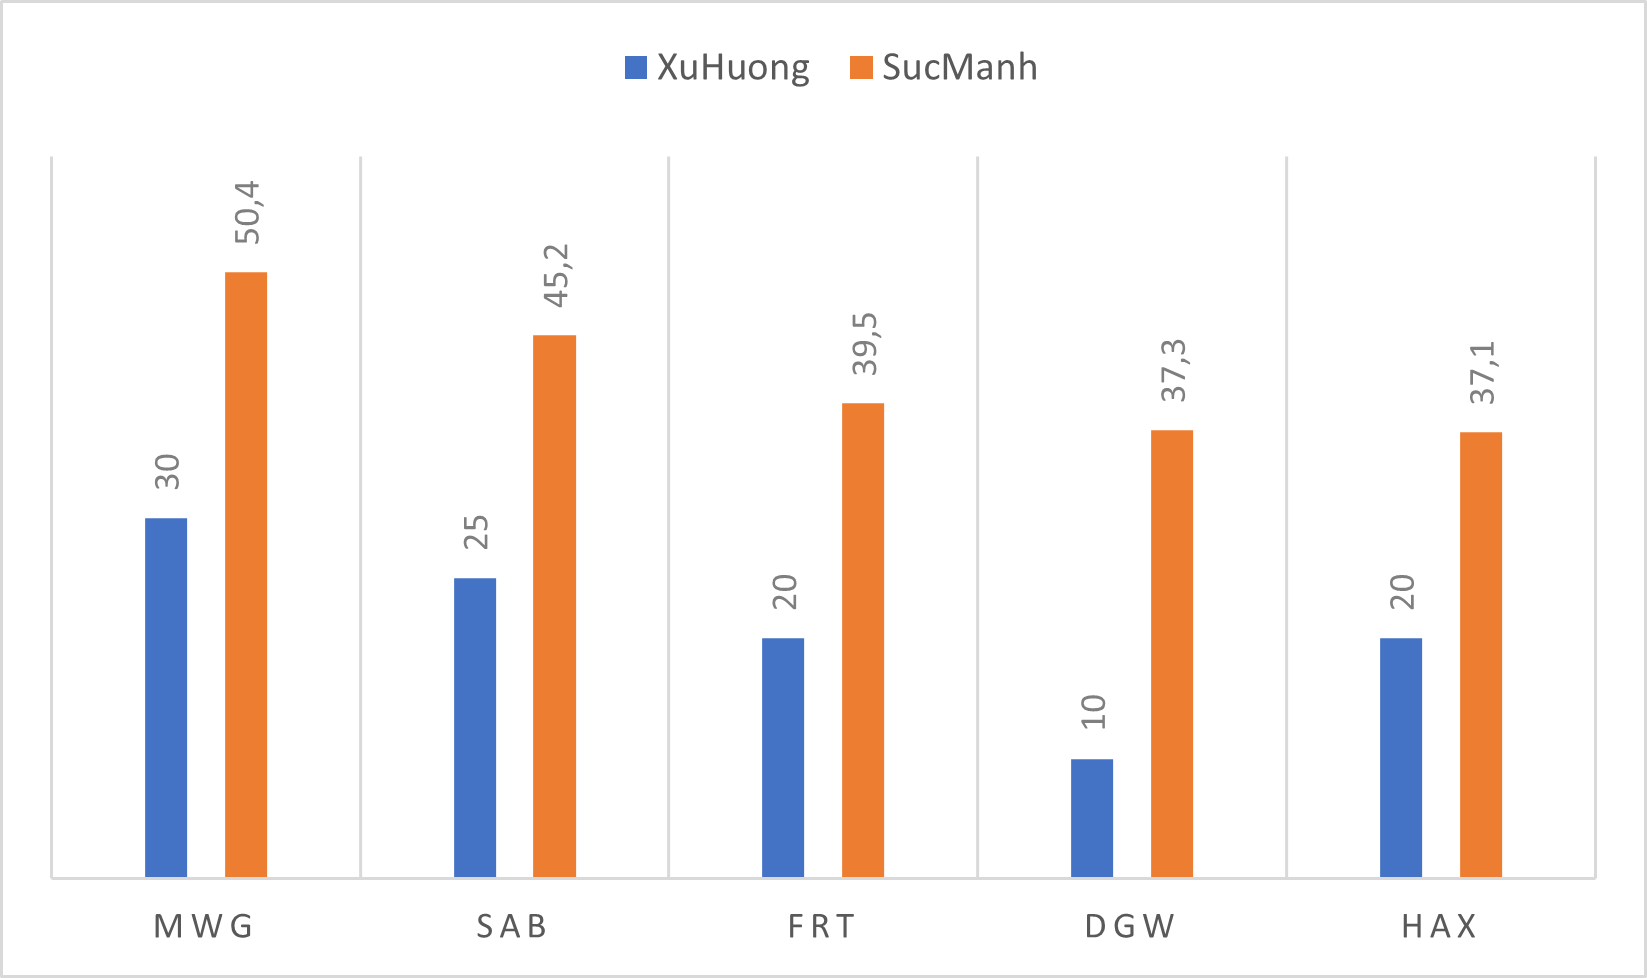 XuHuong SucManh
30 50,4 25 45,2 20 39,5 10 37,3 20 37,1
MWG SAB FRT DGW HAX